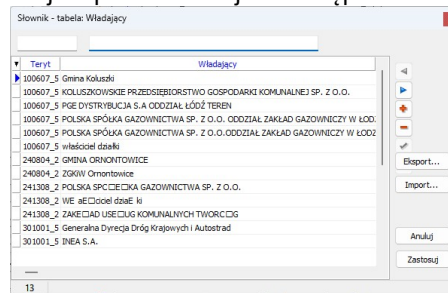 Słownik - tabela: Władający
Teryt Władający
100607_5 Gmina Koluszki
100607_5 KOLUSZKOWSKIE PRZEDSIĘBIORSTWO GOSPODARKI KOMUNALNEJ SP. Z O.O.
100607_5 PGE DYSTRYBUCJA S.A ODDZIAŁ ŁÓDŹ TEREN
100607_5 POLSKA SPÓŁKA GAZOWNICTWA SP. Z O.O. ODDZIAŁ ZAKŁAD GAZOWNICZY W ŁOD
100607_5 POLSKA SPÓŁKA GAZOWNICTWA SP. Z O.O.ODDZIAŁ ZAKŁAD GAZOWNICZY W ŁODZ
100607_5 właściciel działki
240804_2 GMINA ORNONTOWICE
240804_2 ZGKiW Ornontowice
241308_2 POLSKA SPC□E□KA GAZOWNICTWA SP. Z O.O.
241308_2 WE aE□ciciel dziaE ki
241308_2 ZAKE□AD USE□UG KOMUNALNYCH TWORC□G
301001_5 Generalna Dyrecja Dróg Krajowych i Autostrad
301001_5 INEA S.A.
Eksport...
Import...
Anuluj
Zastosuj
13